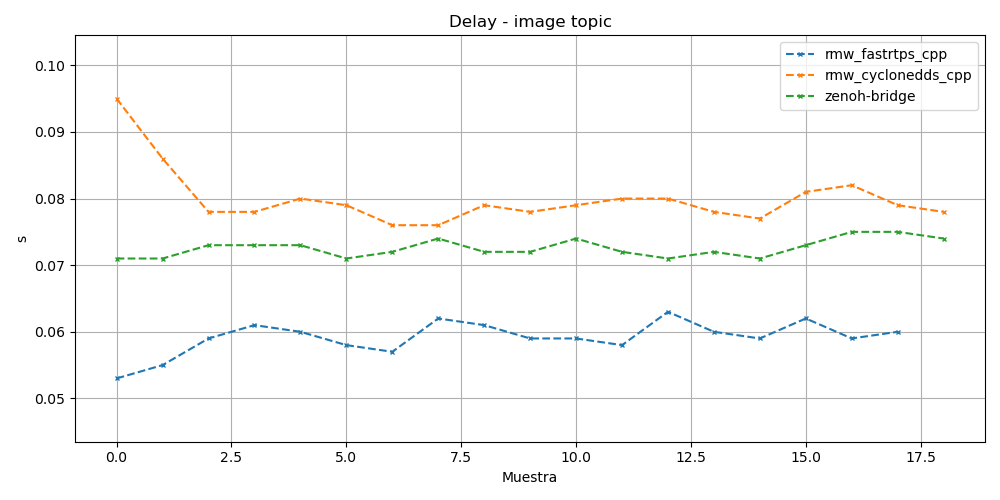 Delay - image topic
rmw_fastrtps_cpp
rmw_cyclonedds_cpp
zenoh-bridge
0.10
0.09
0.08
0.07
0.06
0.05
s
0.0 2.5 5.0 7.5 10.0 12.5 15.0 17.5
Muestra